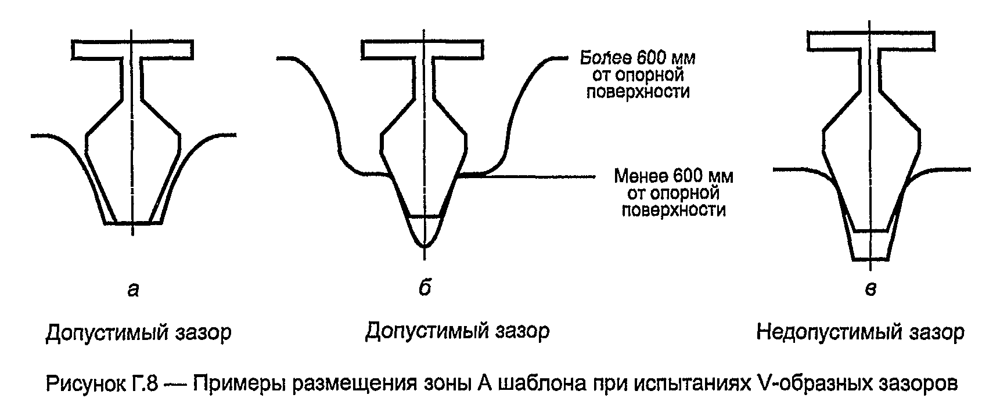 Более 600 мм
от опорной
поверхности
Менее 600 мм
от опорной
поверхности
а
б
в
Допустимый зазор
Допустимый зазор
Недопустимый зазор
Рисунок Г.8 — Примеры размещения зоны А шаблона при испытаниях V-образных зазоров